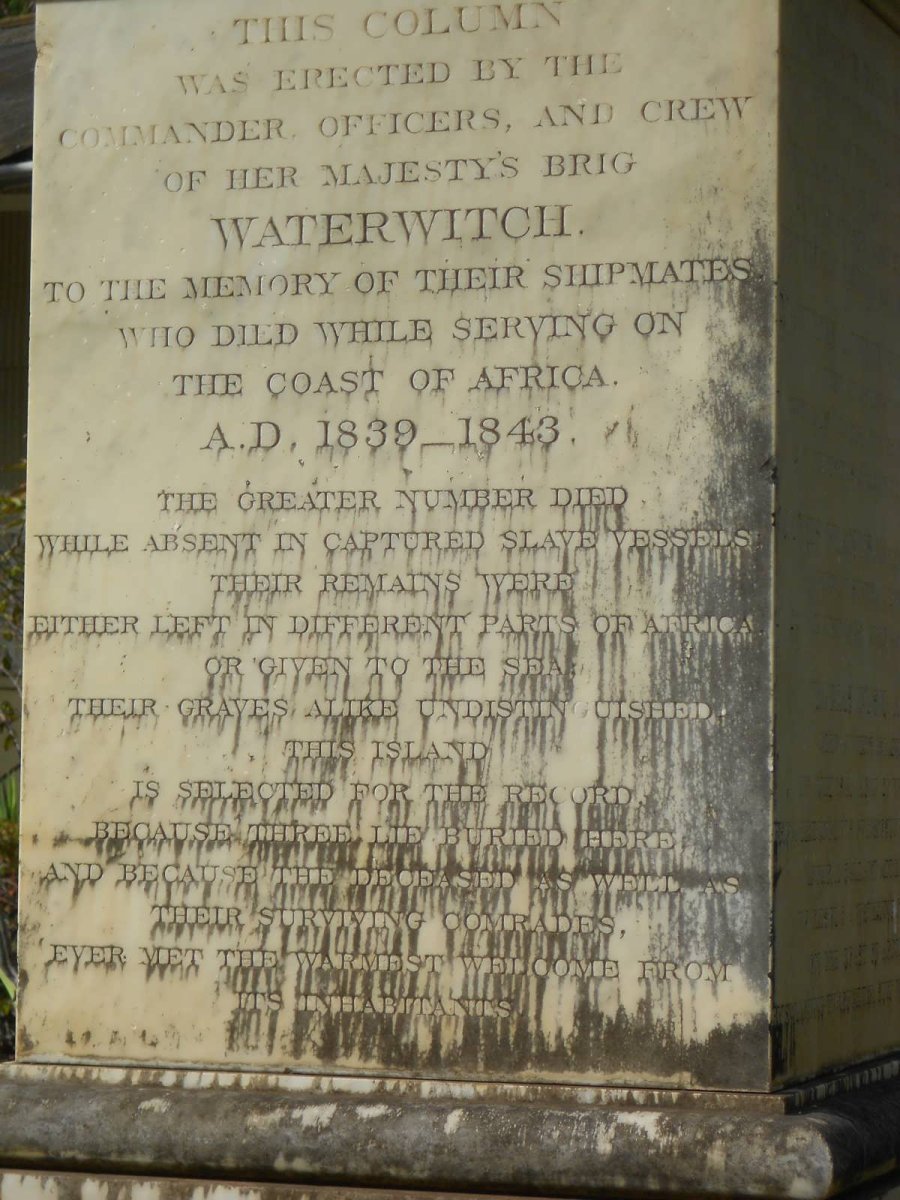 THIS COLUMN
WAS ERECTED BY THE
COMMANDER, OFFICERS, AND CREW
OF HER MAJESTY'S BRIG
WATERWITCH.
TO THE MEMORY OF THEIR SHIPMATES
WHO DIED WHILE SERVING ON
THE COAST OF AFRICA.
A.D. 1839_1843.
THE GREATER NUMBER DIED
WHILE ABSENT IN CAPTURED SLAVE VESSELS
THEIR REMAINS WERE
EITHER LEFT IN DIFFERENT PARTS OF AFRICA
OR GIVEN TO THE SEA,
THEIR GRAVES ALIKE UNDISTINGUISHED.
THIS ISLAND
IS SELECTED FOR THE RECORD,
BECAUSE THREE LIE BURIED HERE
AND BECAUSE THE DECEASED AS WELL AS
THEIR SURVIVING COMRADES,
EVER MET THE WARMEST WELCOME FROM
ITS INHABITANTS